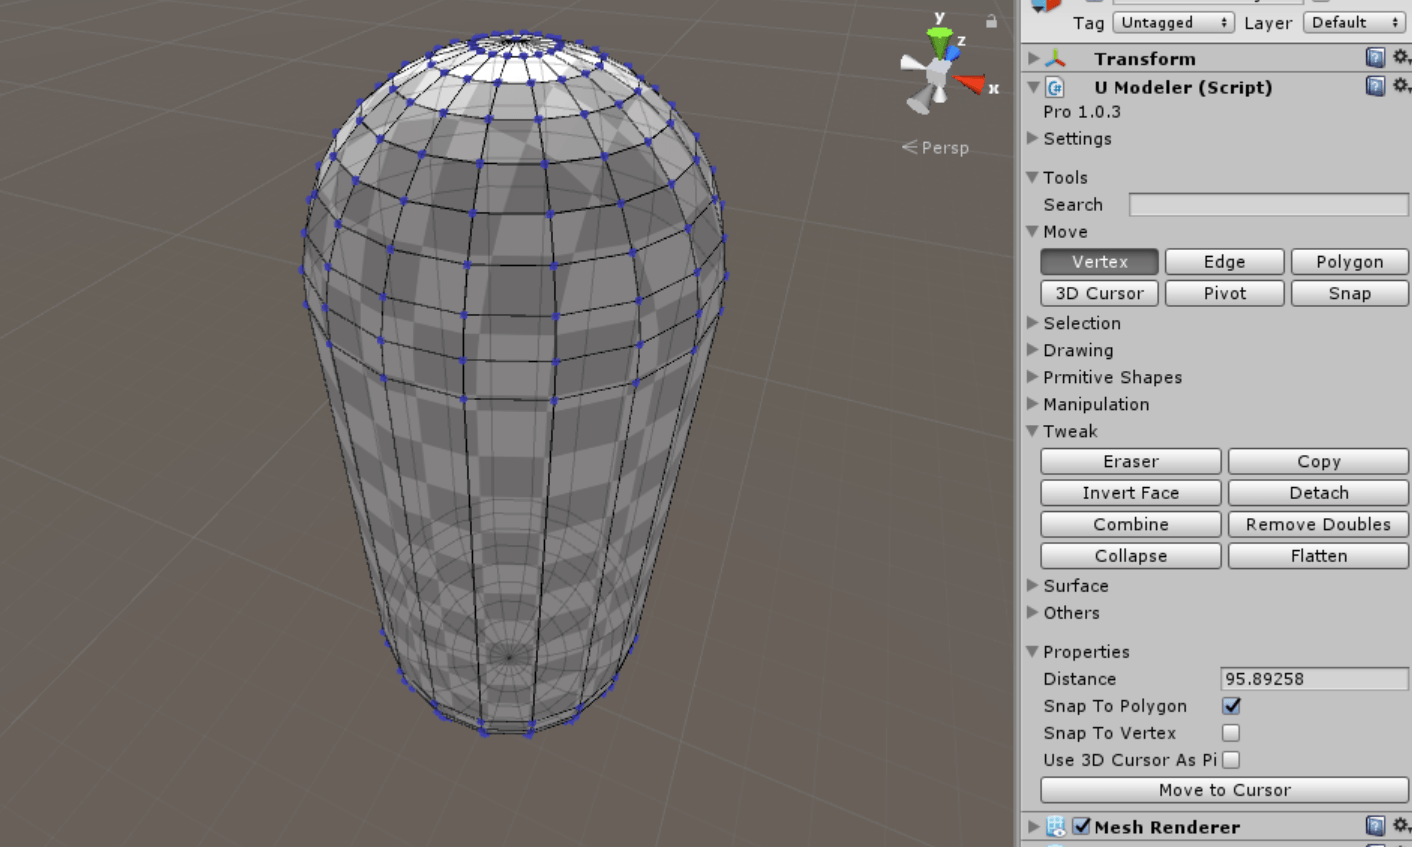 y
z
x
Persp
Tag Untagged Layer Default
Transform
U Modeler (Script)
Pro 1.0.3
Settings
Tools
Search
Move
Vertex Edge Polygon
3D Cursor Pivot Snap
Selection
Drawing
Prmitive Shapes
Manipulation
Tweak
Eraser Copy
Invert Face Detach
Combine Remove Doubles
Collapse Flatten
Surface
Others
Properties
Distance 95.89258
Snap To Polygon
Snap To Vertex
Use 3D Cursor As Pi
Move to Cursor
Mesh Renderer